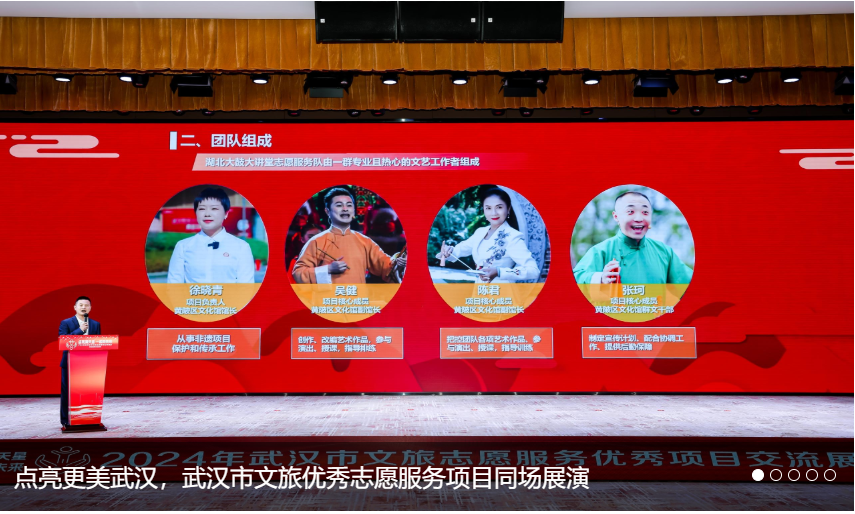 二、团队组成
湖北大鼓大讲堂志愿服务队由一群专业且热心的文艺工作者组成
徐晓青
项目负责人
黄陂区文化馆馆长
吴健
项目核心成员
黄陂区文化馆副馆长
陈君
项目核心成员
黄陂区文化馆副馆长
张珂
项目核心成员
黄陂区文化馆群文干部
从事非遗项目
保护和传承工作
创作、改编艺术作品、参与
演出、授课、指导排练
把控团队各项艺术作品、参
与演出、授课、指导训练
制定宣传计划、配合协调工
作、提供后勤保障
天星
未来
2024年武汉市文旅志愿服务优秀项目交流展
点亮更美武汉，武汉市文旅优秀志愿服务项目同场展演